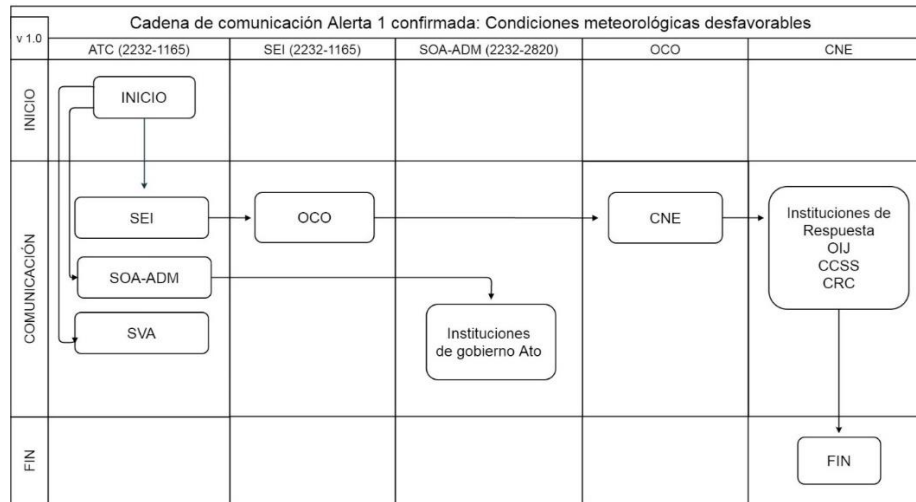 Cadena de comunicación Alerta 1 confirmada: Condiciones meteorológicas desfavorables
v 1.0
ATC (2232-1165)
SEI (2232-1165)
SOA-ADM (2232-2820)
OCO
CNE
INICIO
INICIO
COMUNICACIÓN
SEI
OCO
CNE
Instituciones de
Respuesta
OIJ
CCSS
CRC
SOA-ADM
SVA
Instituciones
de gobierno Ato
FIN
FIN